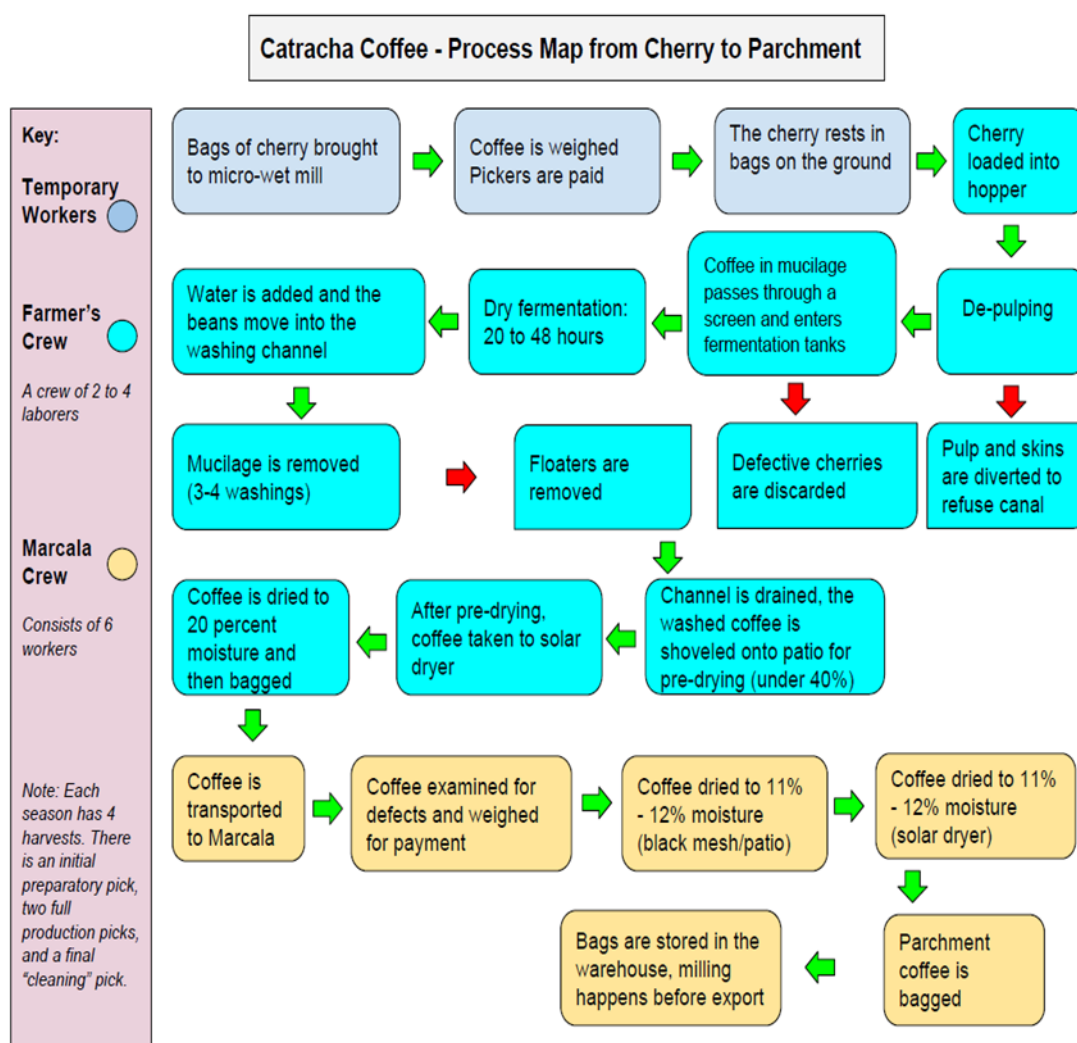 Catracha Coffee - Process Map from Cherry to Parchment
Key:
Temporary
Workers
Farmer's
Crew
A crew of 2 to 4
laborers
Marcala
Crew
Consists of 6
workers
Note: Each
season has 4
harvests. There
is an initial
preparatory pick,
two full
production picks,
and a final
“cleaning” pick.
Bags of cherry brought
to micro-wet mill
Coffee is weighed
Pickers are paid
The cherry rests in
bags on the ground
Cherry
loaded into
hopper
De-pulping
Coffee in mucilage
passes through a
screen and enters
fermentation tanks
Dry fermentation:
20 to 48 hours
Water is added and the
beans move into the
washing channel
Mucilage is removed
(3-4 washings)
Floaters are
removed
Defective cherries
are discarded
Pulp and skins
are diverted to
refuse canal
Channel is drained, the
washed coffee is
shoveled onto patio for
pre-drying (under 40%)
After pre-drying,
coffee taken to solar
dryer
Coffee is dried to
20 percent
moisture and
then bagged
Coffee is
transported
to Marcala
Coffee examined for
defects and weighed
for payment
Coffee dried to 11%
- 12% moisture
(black mesh/patio)
Coffee dried to 11%
- 12% moisture
(solar dryer)
Parchment
coffee is
bagged
Bags are stored in the
warehouse, milling
happens before export